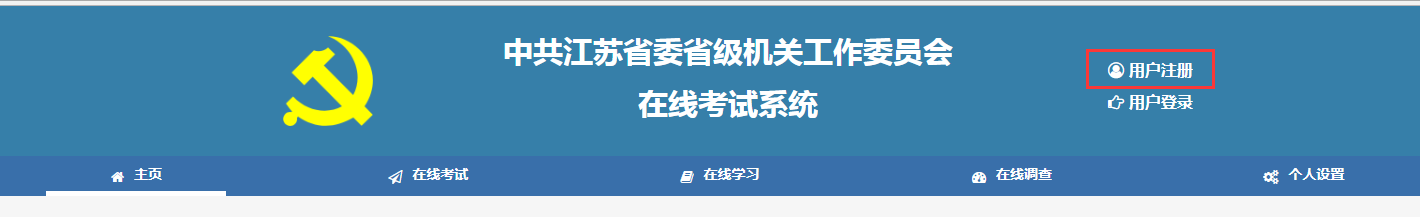 中共江苏省委省级机关工作委员会
在线考试系统
用户注册
用户登录
主页 在线考试 在线学习 在线调查 个人设置